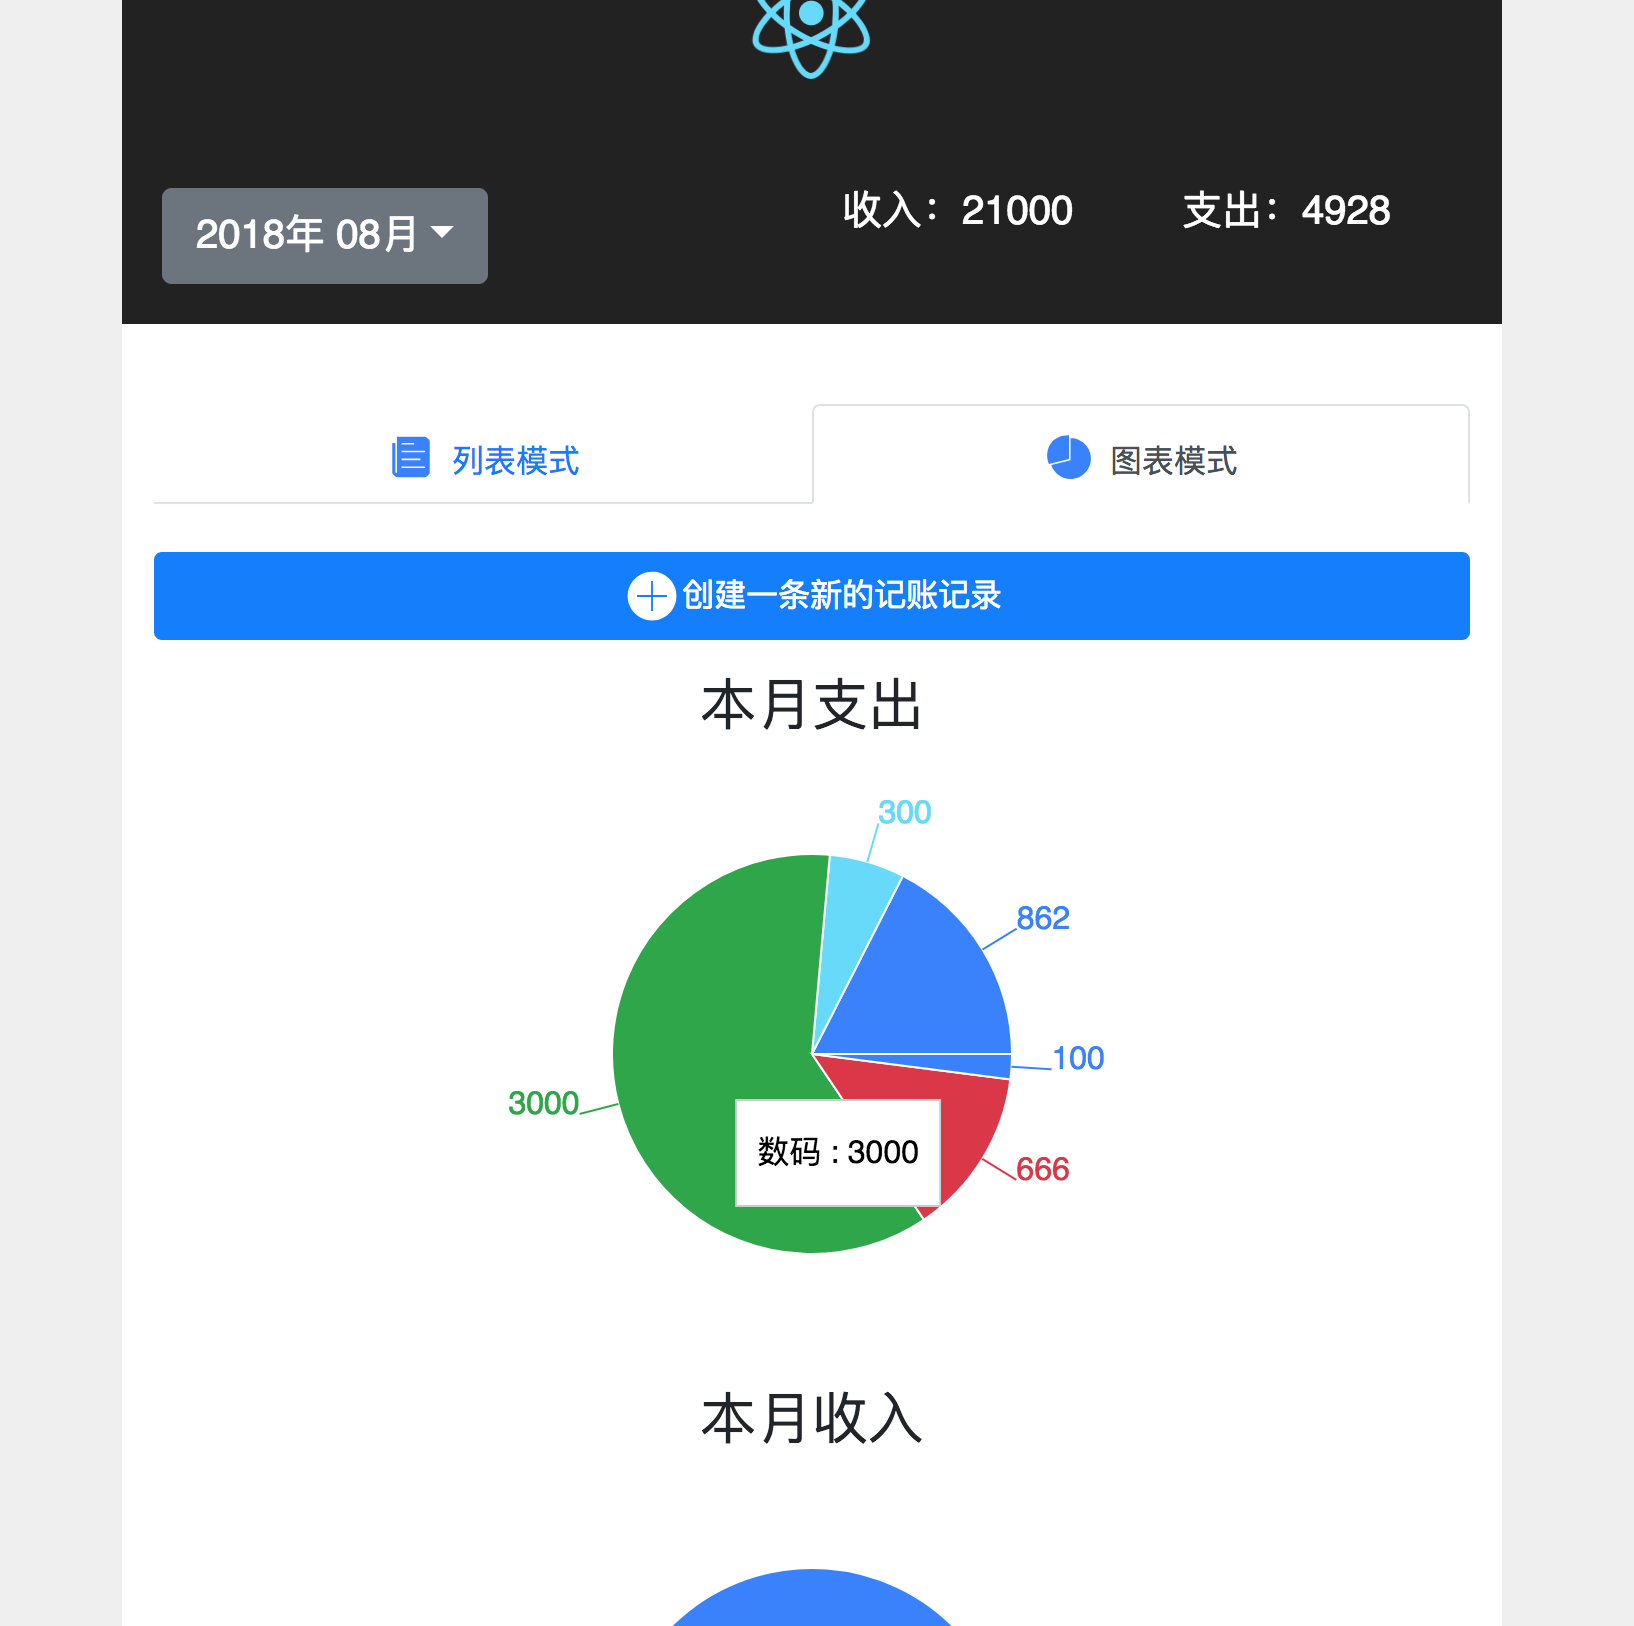 2018年 08月
收入：21000
支出：4928
列表模式
图表模式
创建一条新的记账记录
本月支出
300
862
100
3000
数码 : 3000
666
本月收入